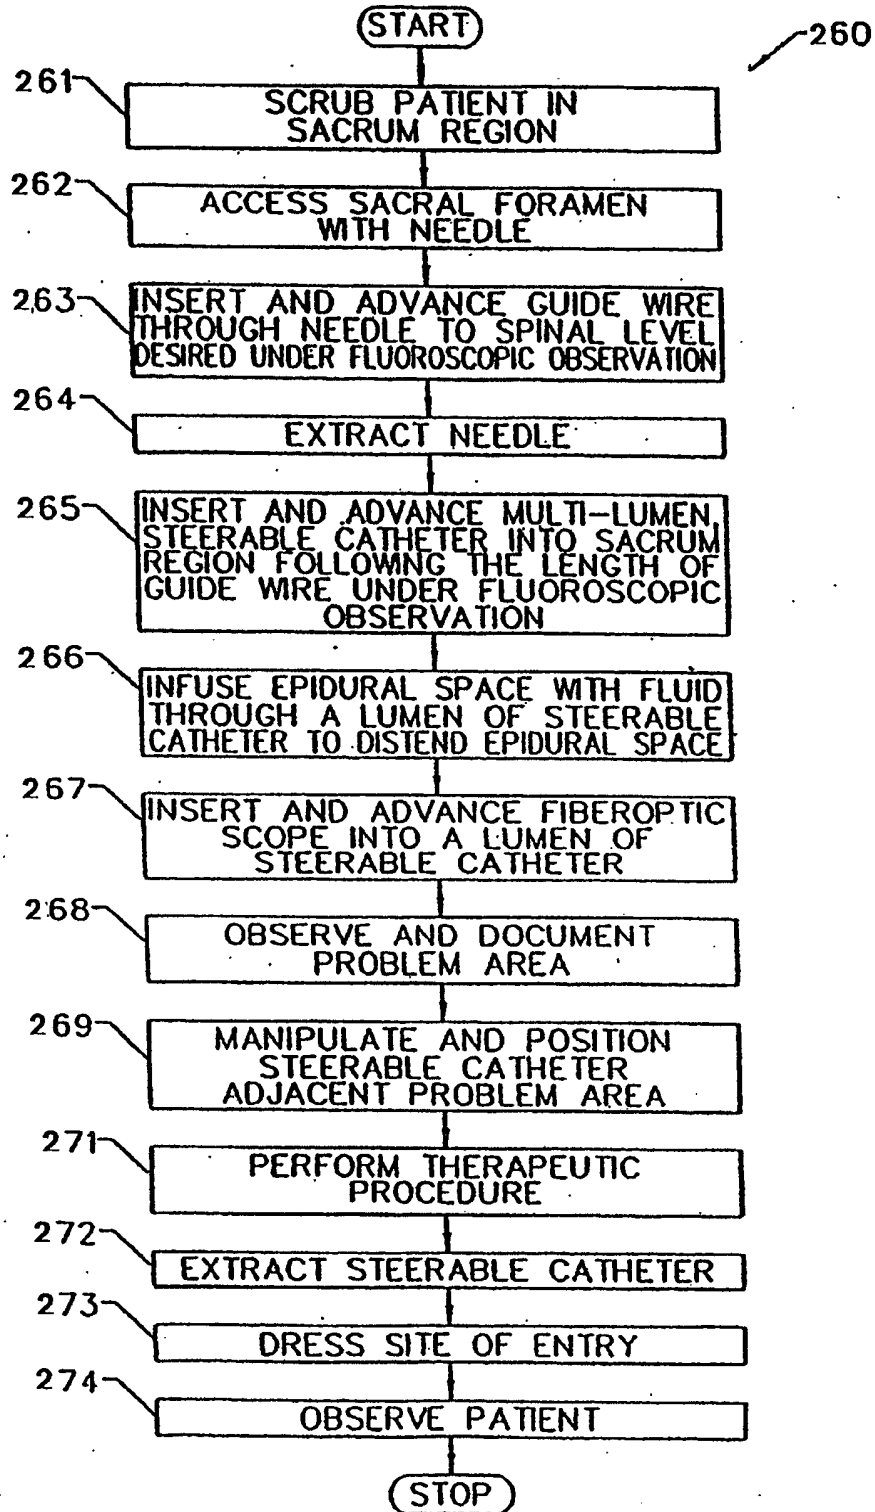 START
260
261
SCRUB PATIENT IN
SACRUM REGION
262
ACCESS SACRAL FORAMEN
WITH NEEDLE
263
INSERT AND ADVANCE GUIDE WIRE
THROUGH NEEDLE TO SPINAL LEVEL
DESIRED UNDER FLUOROSCOPIC OBSERVATION
264
EXTRACT NEEDLE
265
INSERT AND ADVANCE MULTI-LUMEN,
STEERABLE CATHETER INTO SACRUM
REGION FOLLOWING THE LENGTH OF
GUIDE WIRE UNDER FLUOROSCOPIC
OBSERVATION
266
INFUSE EPIDURAL SPACE WITH FLUID
THROUGH A LUMEN OF STEERABLE
CATHETER TO DISTEND EPIDURAL SPACE
267
INSERT AND ADVANCE FIBEROPTIC
SCOPE INTO A LUMEN OF
STEERABLE CATHETER
268
OBSERVE AND DOCUMENT
PROBLEM AREA
269
MANIPULATE AND POSITION
STEERABLE CATHETER
ADJACENT PROBLEM AREA
271
PERFORM THERAPEUTIC
PROCEDURE
272
EXTRACT STEERABLE CATHETER
273
DRESS SITE OF ENTRY
274
OBSERVE PATIENT
STOP